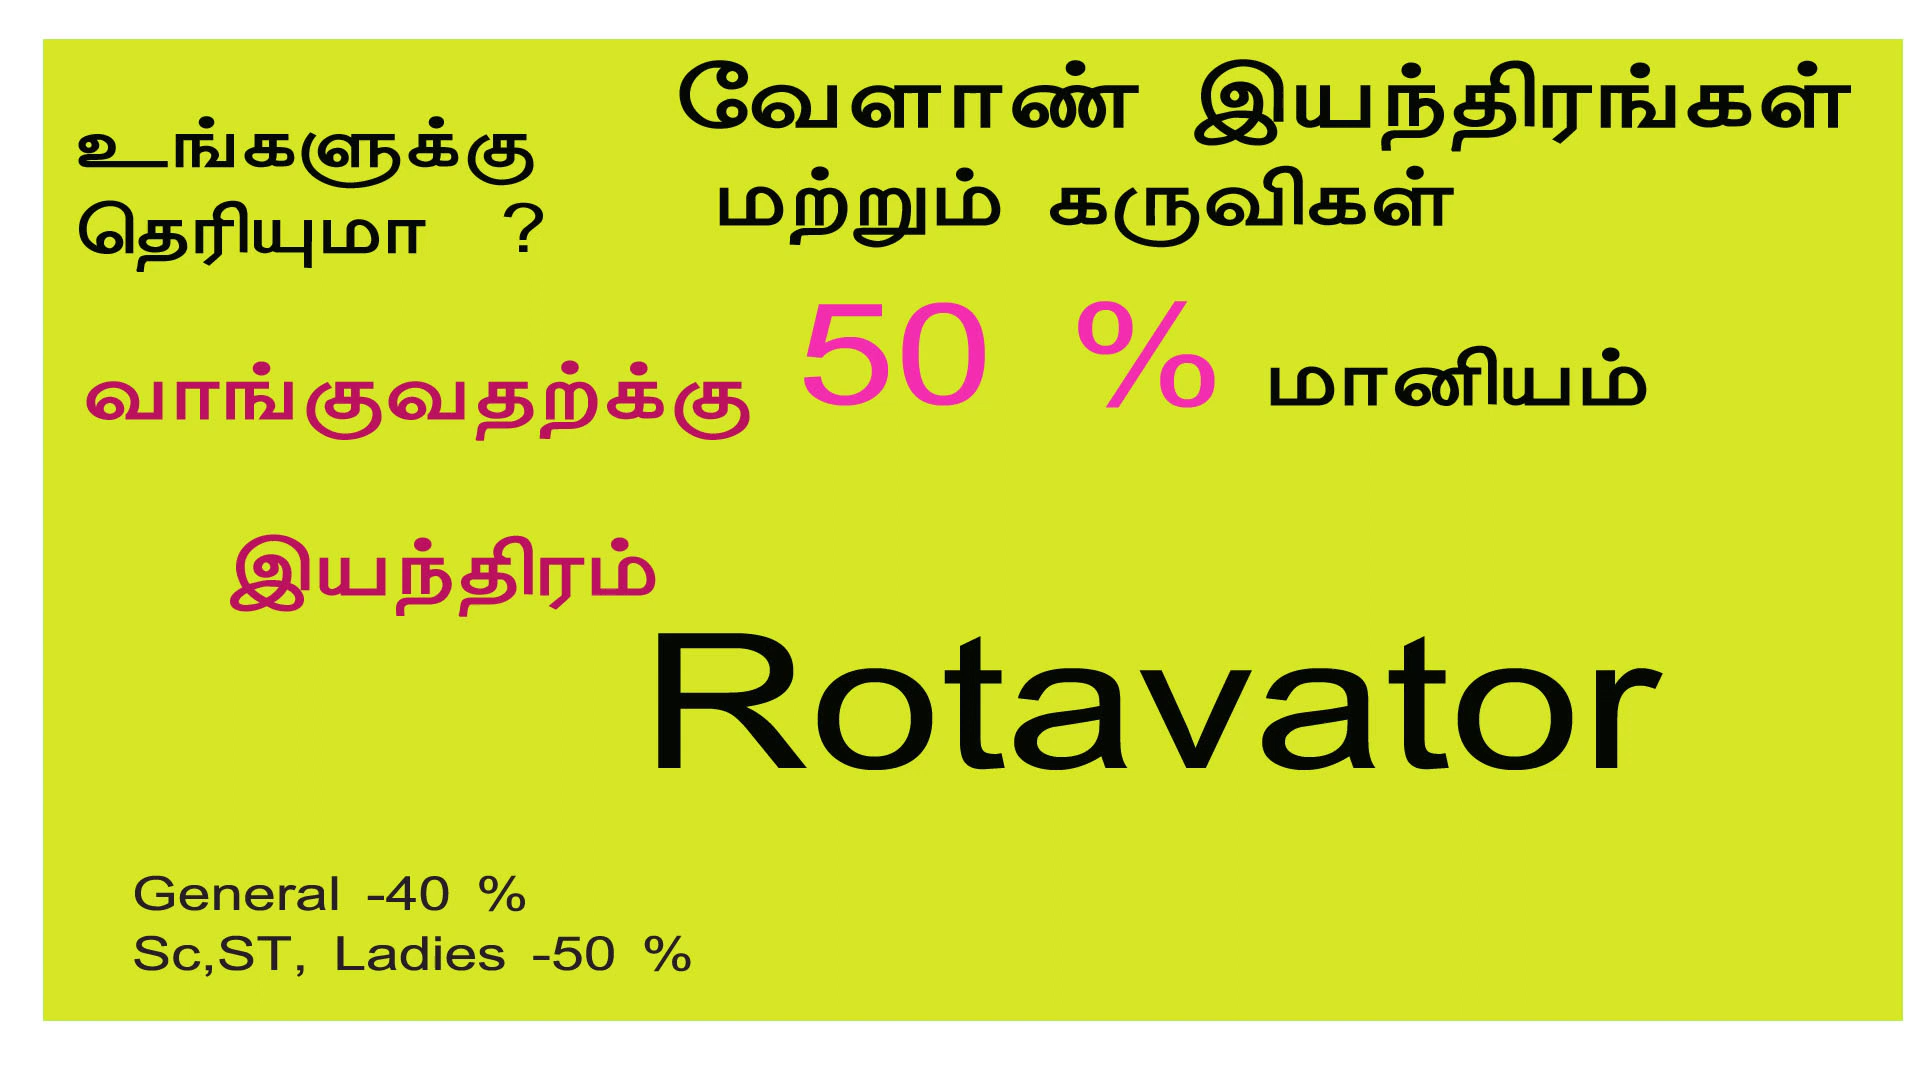 உங்களுக்கு
தெரியுமா ?
வேளாண் இயந்திரங்கள்
மற்றும் கருவிகள்
வாங்குவதற்க்கு 50 % மானியம்
இயந்திரம்
Rotavator
General -40 %
Sc,ST, Ladies -50 %